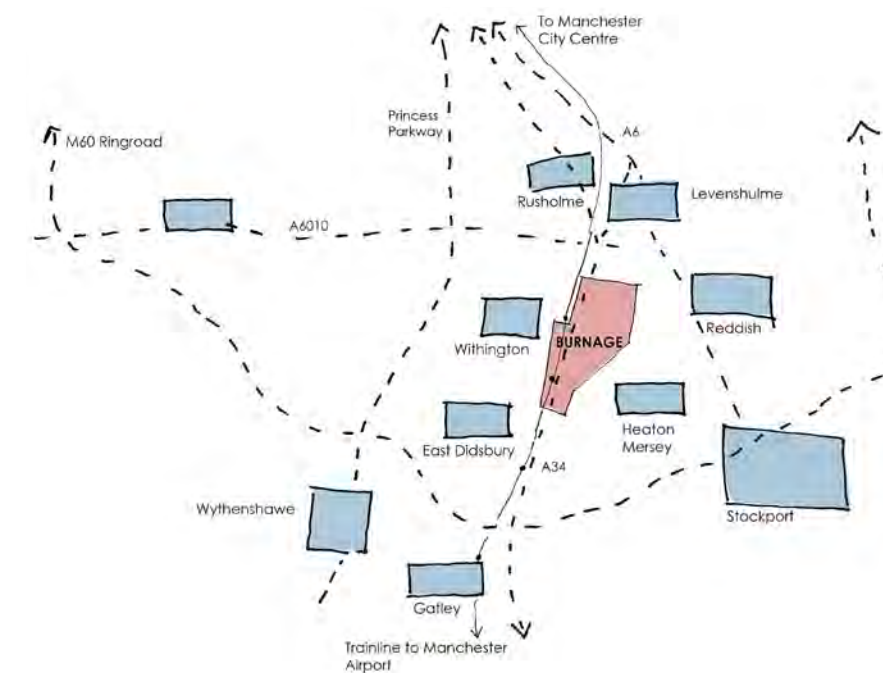 To Manchester
City Centre
Princess
Parkway
A6
M60 Ringroad
Rusholme
Levenshulme
A6010
Withington
BURNAGE
Reddish
East Didsbury
Heaton
Mersey
A34
Wythenshawe
Stockport
Gatley
Trainline to Manchester
Airport